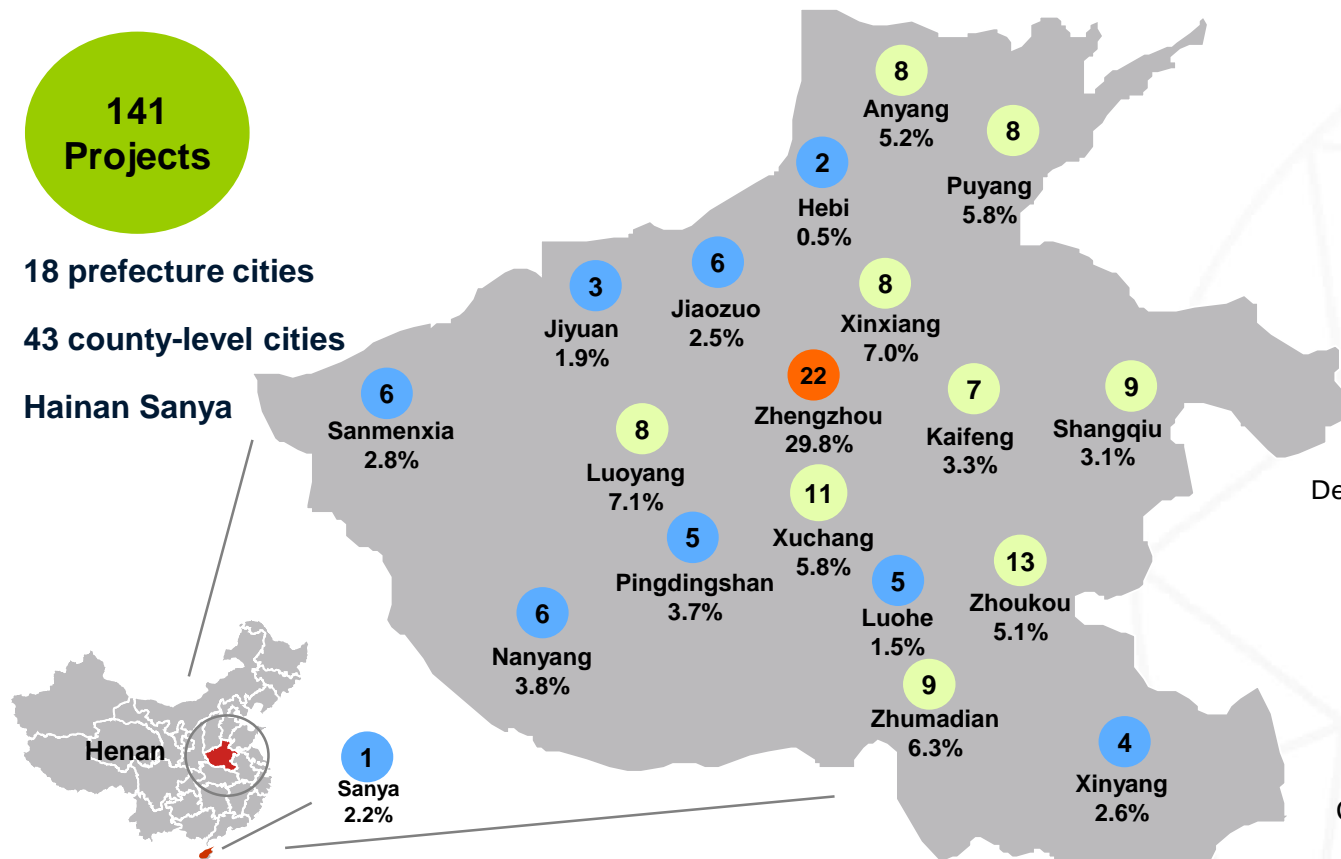 141
Projects
18 prefecture cities
43 county-level cities
Hainan Sanya
8
Anyang
5.2%
8
Puyang
5.8%
2
Hebi
0.5%
6
Jiaozuo
2.5%
3
Jiyuan
1.9%
8
Xinxiang
7.0%
22
Zhengzhou
29.8%
7
Kaifeng
3.3%
9
Shangqiu
3.1%
6
Sanmenxia
2.8%
8
Luoyang
7.1%
11
Xuchang
5.8%
5
Pingdingshan
3.7%
13
Zhoukou
5.1%
5
Luohe
1.5%
6
Nanyang
3.8%
9
Zhumadian
6.3%
4
Xinyang
2.6%
Henan
1
Sanya
2.2%
De